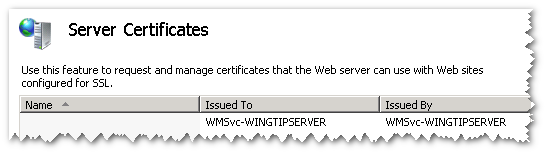 Server Certificates
Use this feature to request and manage certificates that the Web server can use with Web sites
configured for SSL.
Name Issued To Issued By
WMSvc-WINGTIPSERVER WMSvc-WINGTIPSERVER